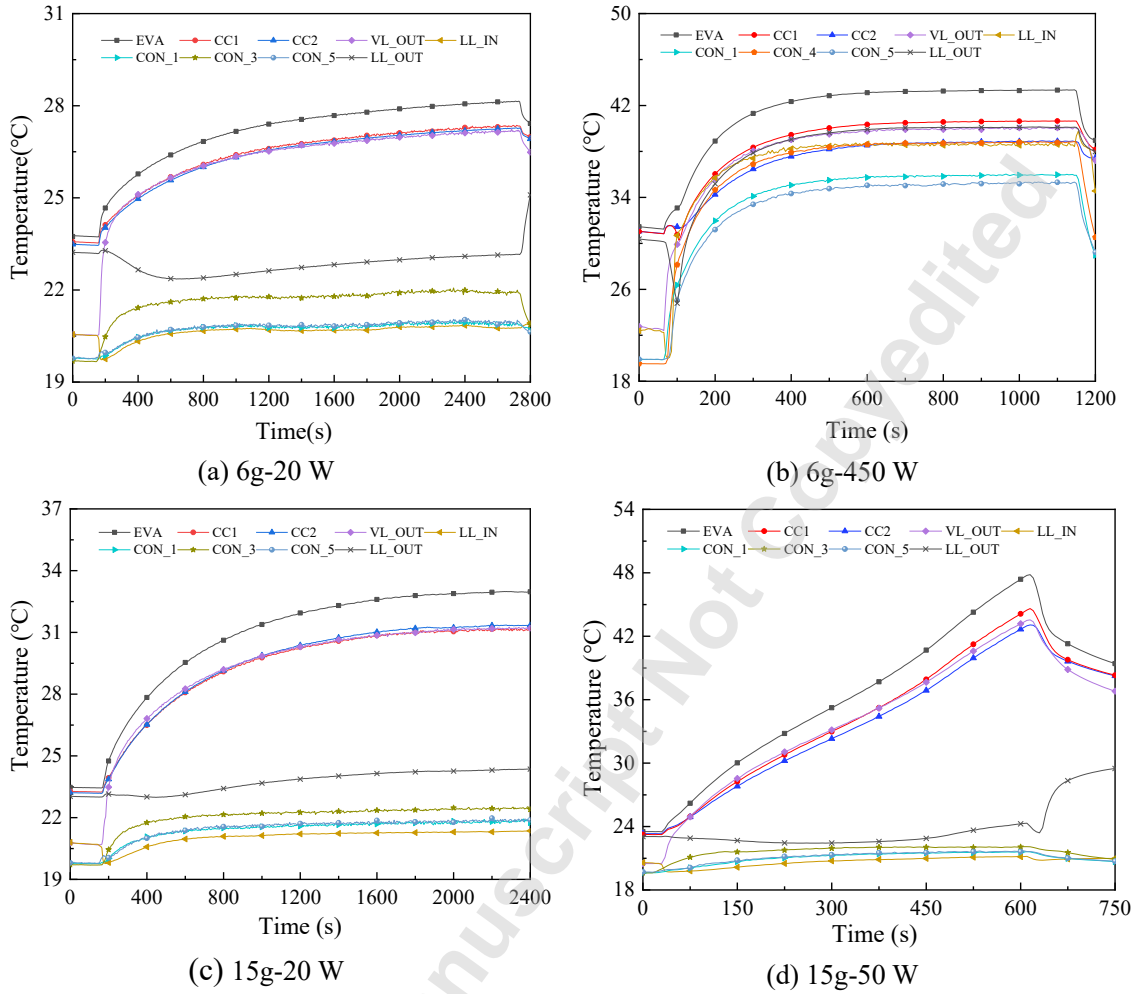 31
28
25
22
19
Temperature(°C)
EVA CC1 CC2 VL_OUT LL_IN
CON_1 CON_3 CON_5 LL_OUT
0 400 800 1200 1600 2000 2400 2800
Time(s)
(a) 6g-20 W
50
42
34
26
18
Temperature (°C)
EVA CC1 CC2 VL_OUT LL_IN
CON_1 CON_4 CON_5 LL_OUT
0 200 400 600 800 1000 1200
Time (s)
(b) 6g-450 W
37
34
31
28
25
22
19
Temperature (°C)
EVA CC1 CC2 VL_OUT LL_IN
CON_1 CON_3 CON_5 LL_OUT
0 400 800 1200 1600 2000 2400
Time (s)
(c) 15g-20 W
54
48
42
36
30
24
18
Temperature (°C)
EVA CC1 CC2 VL_OUT LL_IN
CON_1 CON_3 CON_5 LL_OUT
0 150 300 450 600 750
Time (s)
(d) 15g-50 W
nuscript Not Copyedited